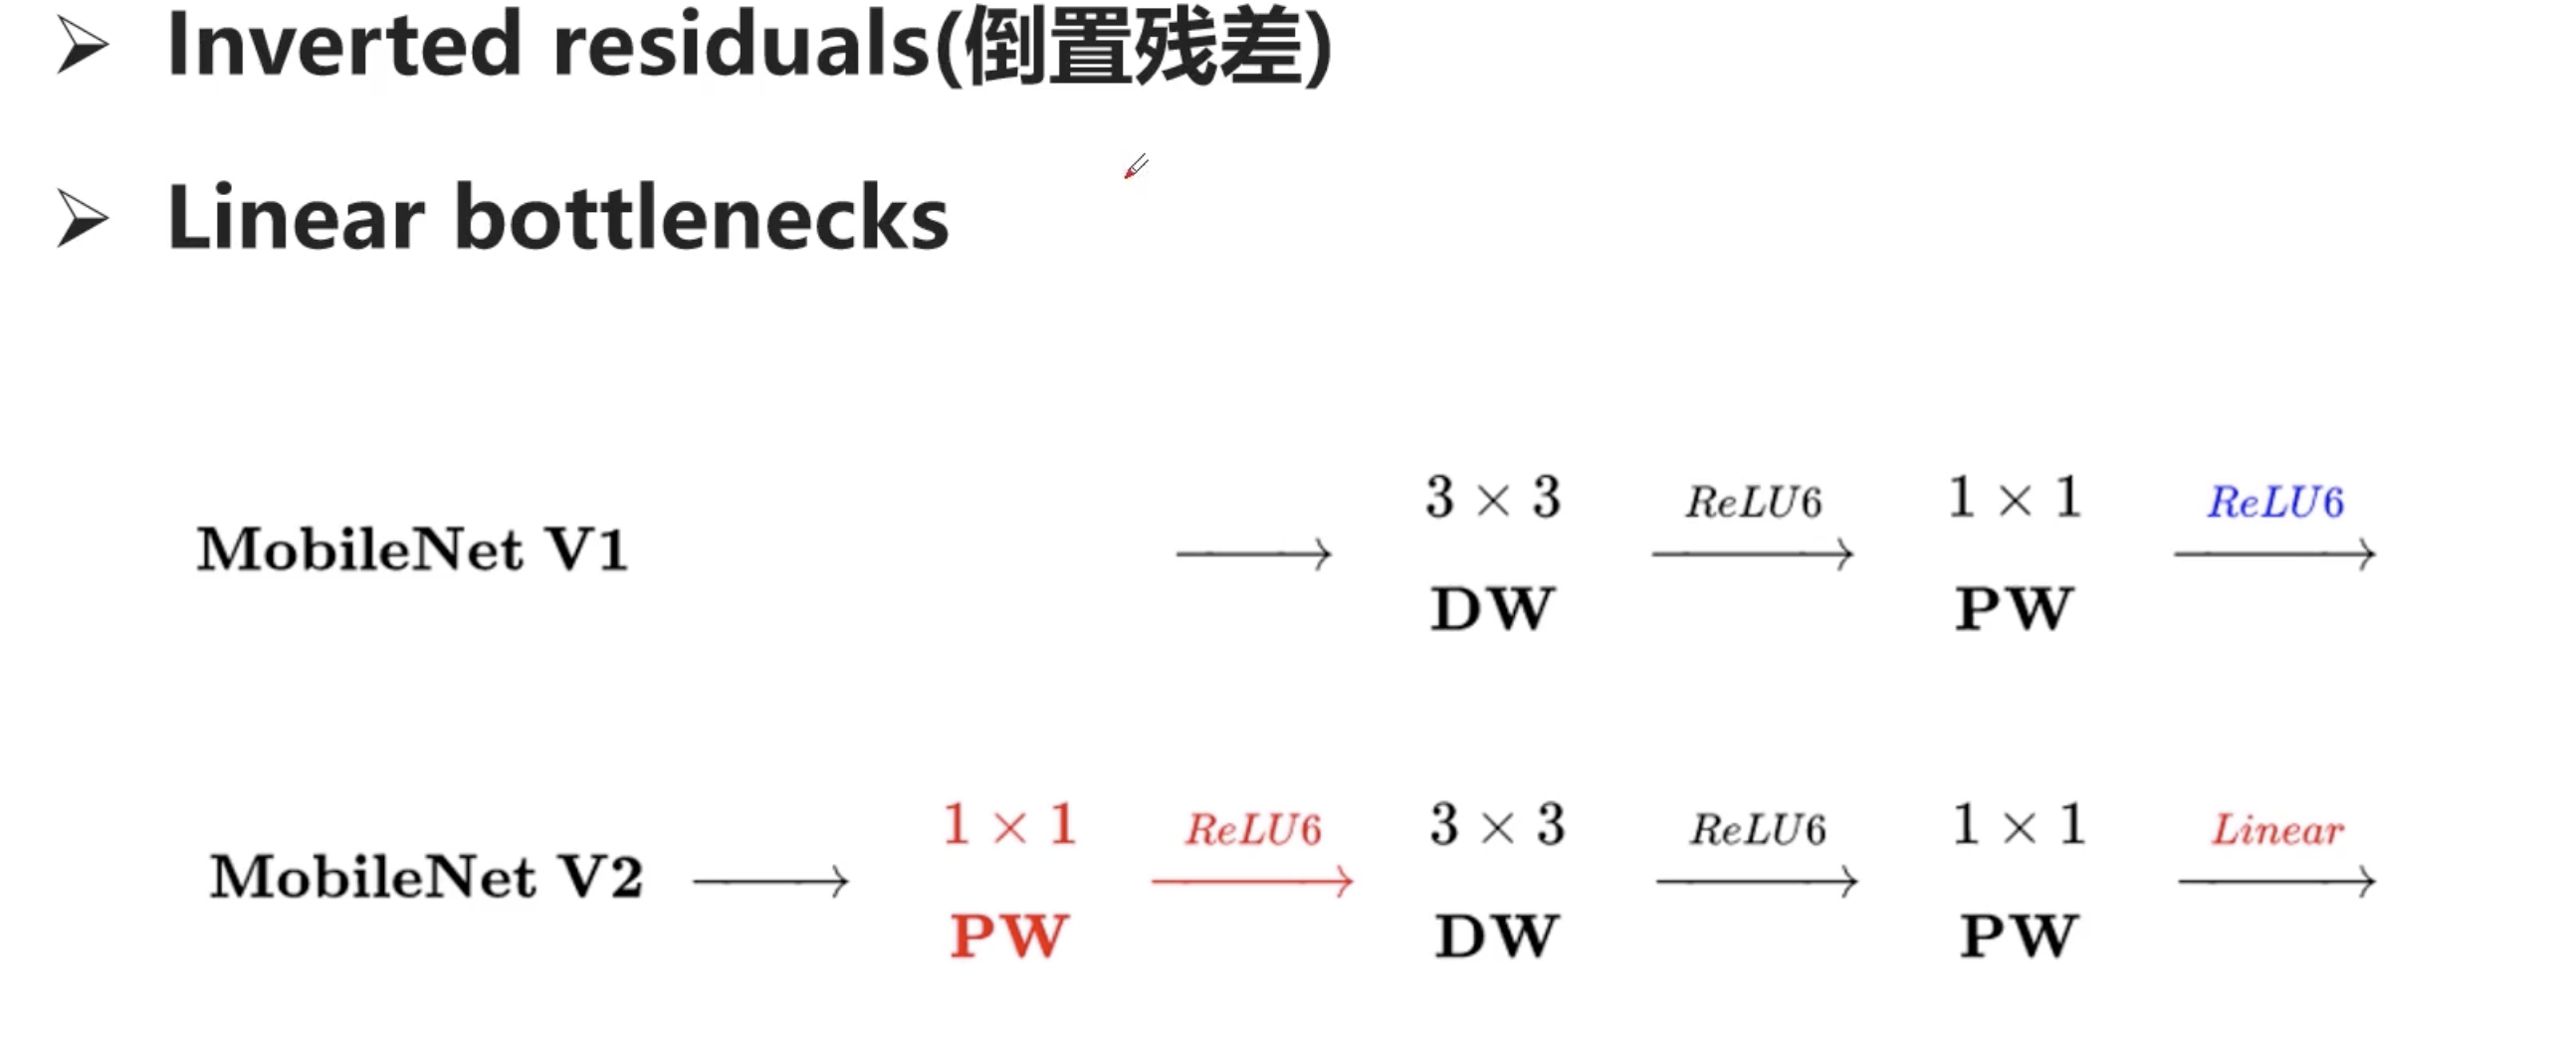 Inverted residuals(倒置残差)
Linear bottlenecks
MobileNet V1 3 × 3 DW ReLU6 1 × 1 PW ReLU6
MobileNet V2 1 × 1 PW ReLU6 3 × 3 DW ReLU6 1 × 1 PW Linear